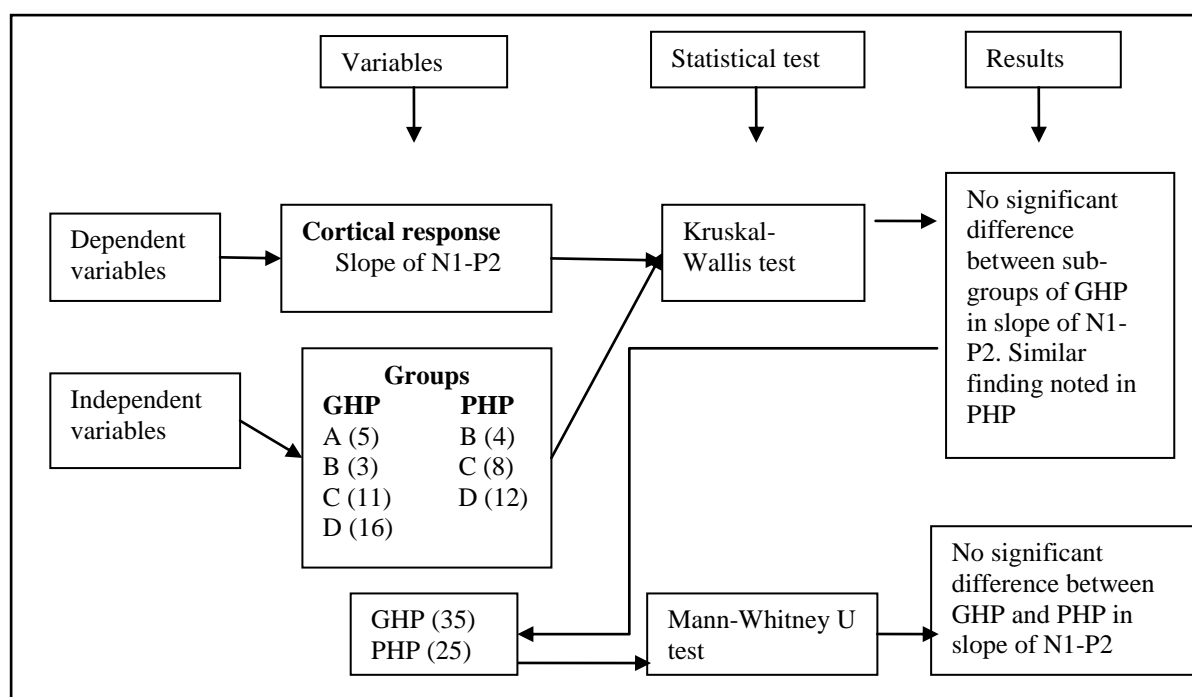 Variables
Statistical test
Results
Dependent
variables
Cortical response
Slope of N1-P2
Kruskal-
Wallis test
No significant
difference
between sub-
groups of GHP
in slope of N1-
P2. Similar
finding noted in
PHP
Independent
variables
Groups
GHP PHP
A (5) B (4)
B (3) C (8)
C (11) D (12)
D (16)
GHP (35)
PHP (25)
Mann-Whitney U
test
No significant
difference between
GHP and PHP in
slope of N1-P2